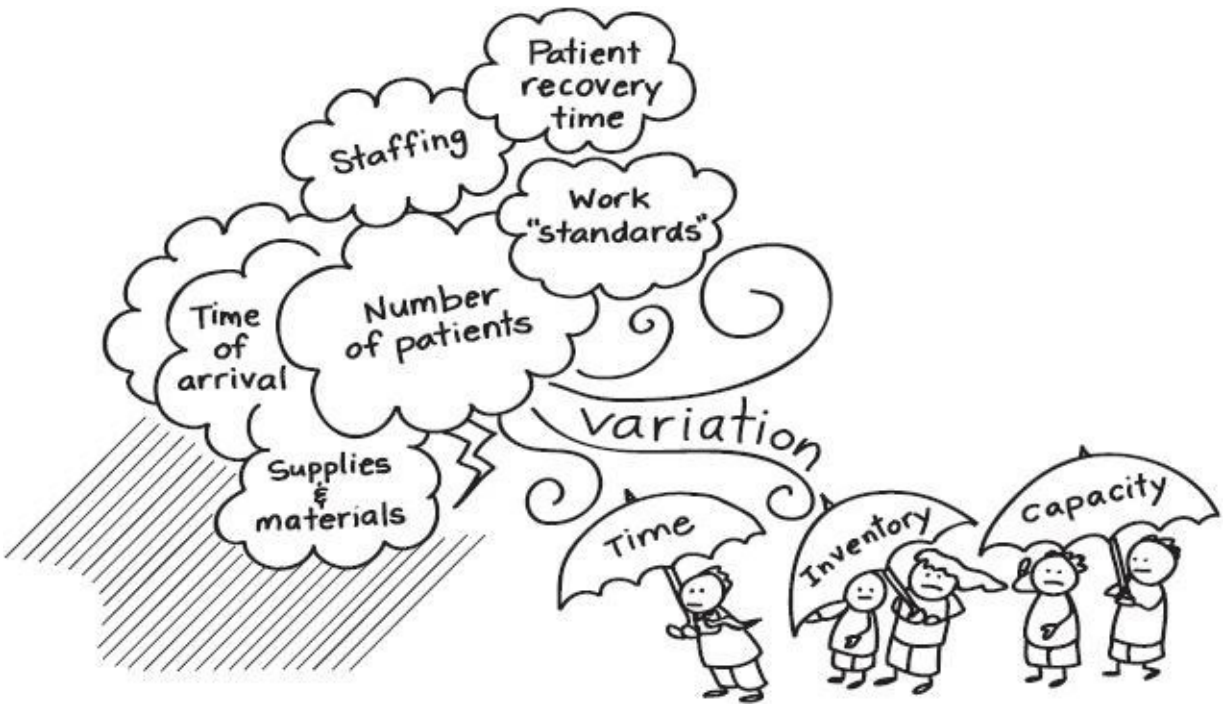 Patient
recovery
time
Staffing
Work
"standards"
Number
of patients
Time
of
arrival
Supplies
&
materials
variation
Time
Inventory
Capacity